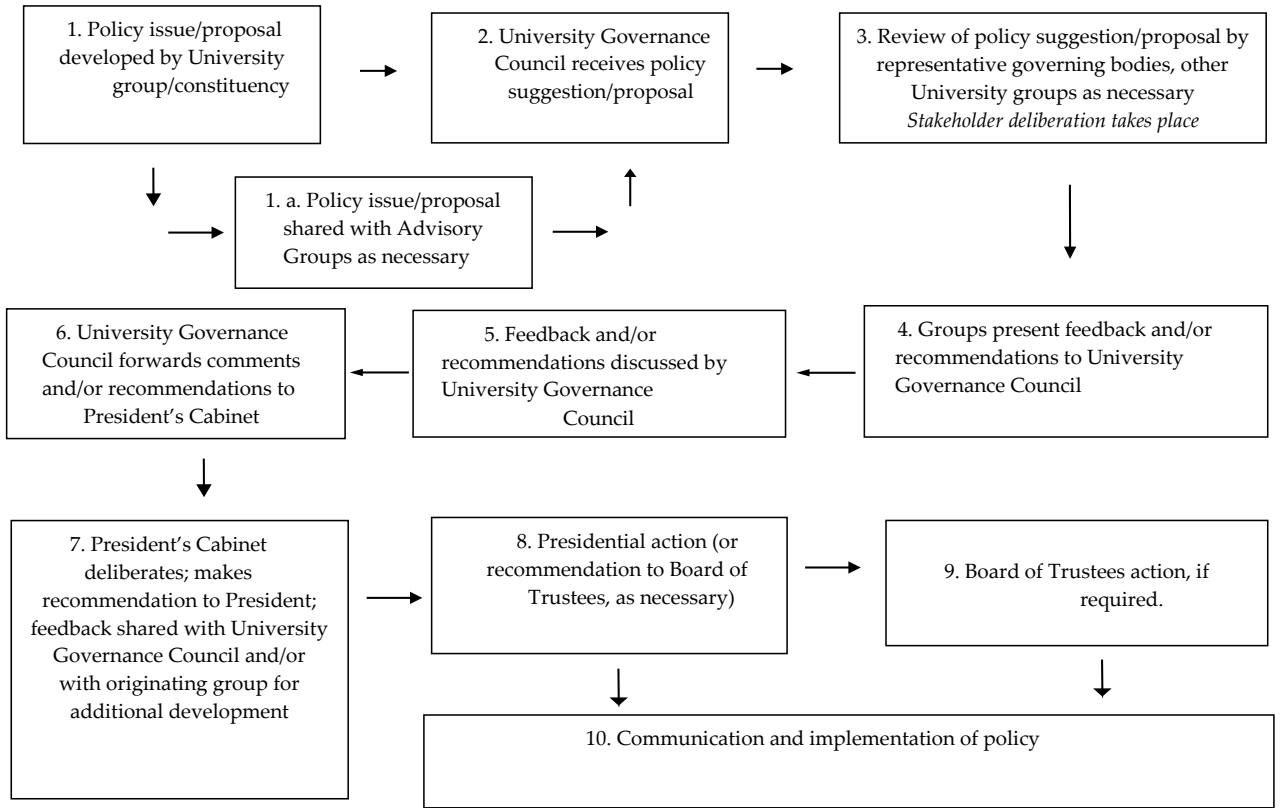 1. Policy issue/proposal
developed by University
group/constituency
2. University Governance
Council receives policy
suggestion/proposal
3. Review of policy suggestion/proposal by
representative governing bodies, other
University groups as necessary
Stakeholder deliberation takes place
1. a. Policy issue/proposal
shared with Advisory
Groups as necessary
4. Groups present feedback and/or
recommendations to University
Governance Council
5. Feedback and/or
recommendations discussed by
University Governance
Council
6. University Governance
Council forwards comments
and/or recommendations to
President’s Cabinet
7. President’s Cabinet
deliberates; makes
recommendation to President;
feedback shared with University
Governance Council and/or
with originating group for
additional development
8. Presidential action (or
recommendation to Board of
Trustees, as necessary)
9. Board of Trustees action, if
required.
10. Communication and implementation of policy